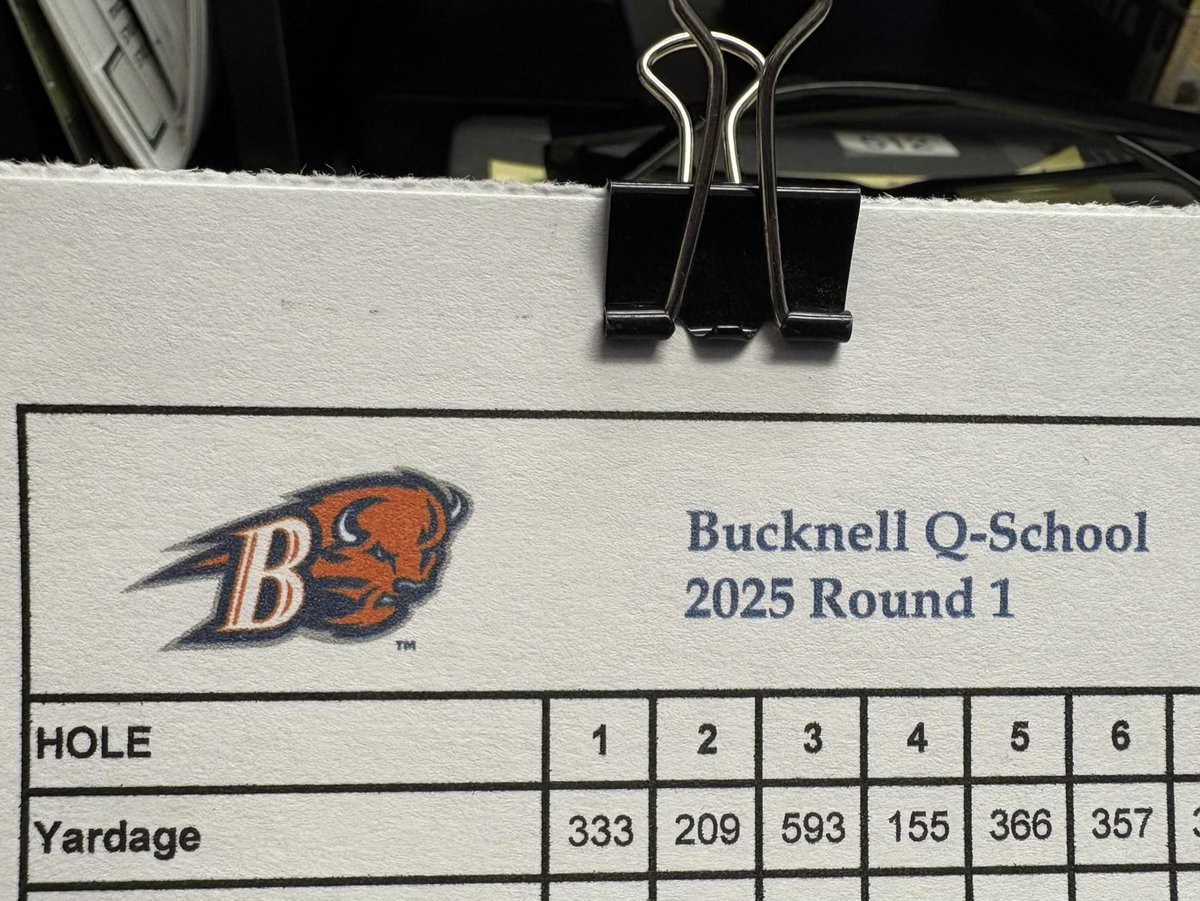 B
TM
Bucknell Q-School
2025 Round 1
HOLE 1 2 3 4 5 6
Yardage 333 209 593 155 366 357